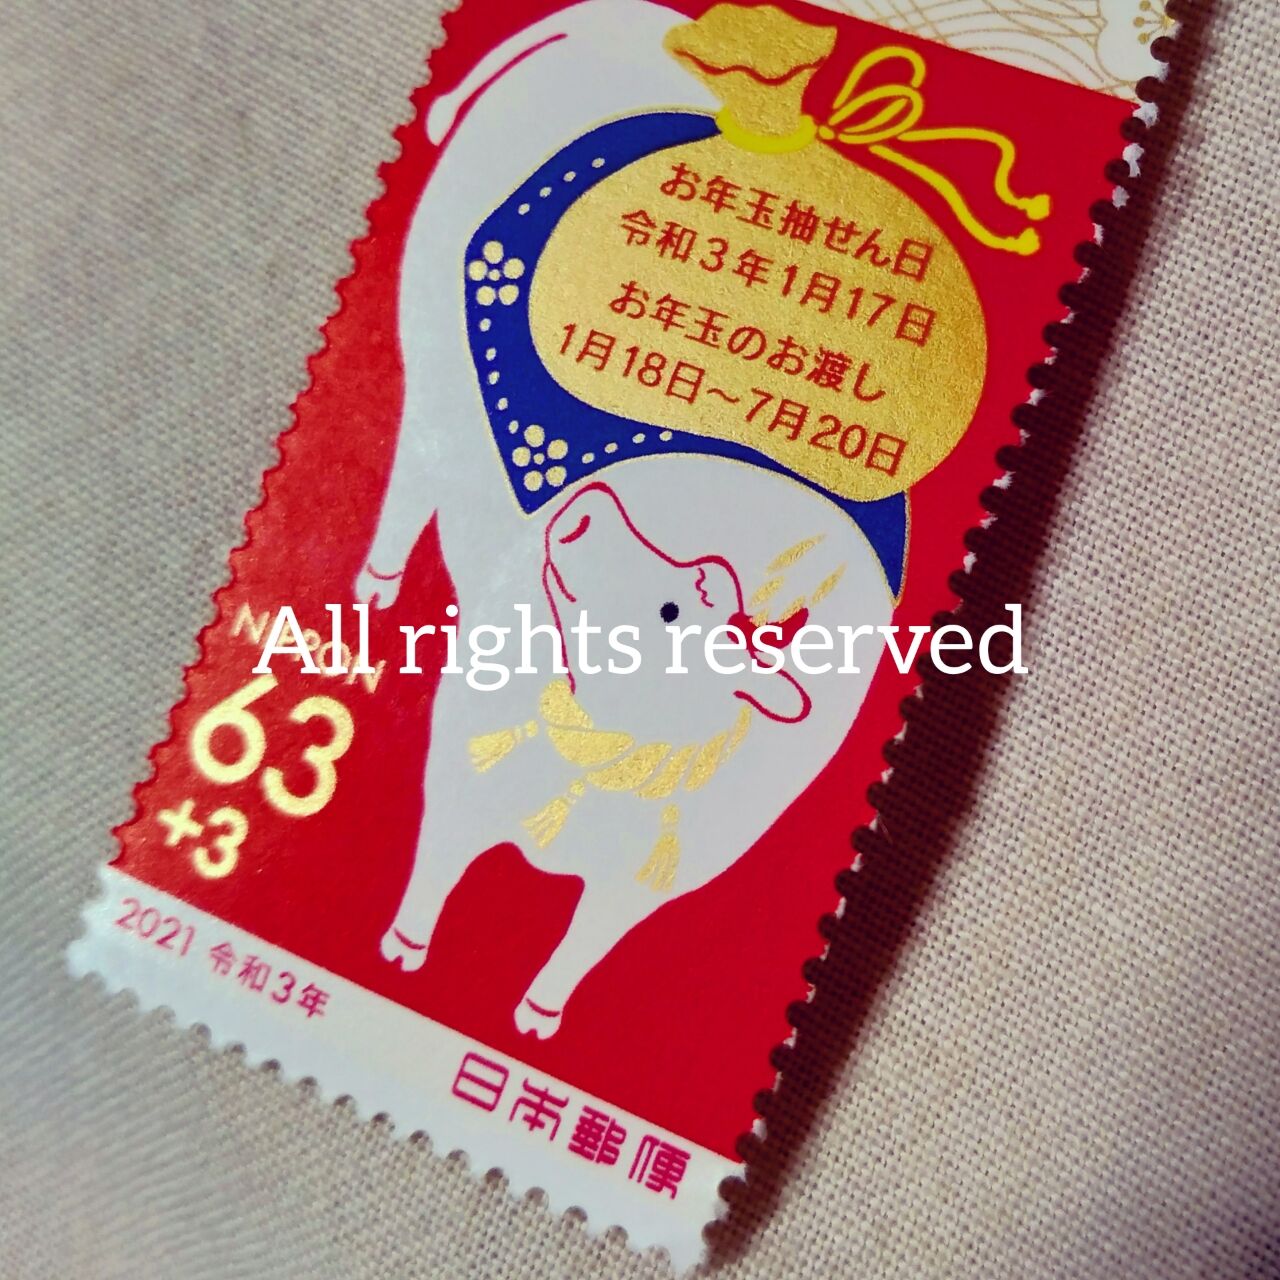 お年玉抽せん日
令和3年1月17日
お年玉のお渡し
1月18日～7月20日
All rights reserved
NIPPON
63
+3
2021 令和3年
日本郵便